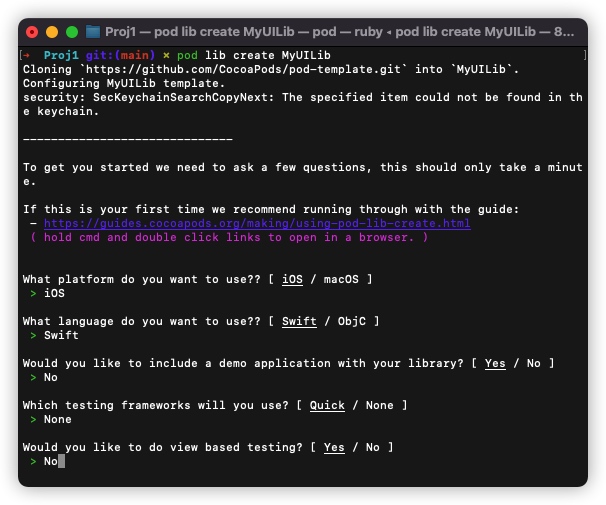 Proj1 — pod lib create MyUILib — pod — ruby ◂ pod lib create MyUILib — 8...
[→ Proj1 git:(main) × pod lib create MyUILib ]
Cloning `https://github.com/CocoaPods/pod-template.git` into `MyUILib`.
Configuring MyUILib template.
security: SecKeychainSearchCopyNext: The specified item could not be found in th
e keychain.
------------------------------
To get you started we need to ask a few questions, this should only take a minut
e.
If this is your first time we recommend running through with the guide:
- https://guides.cocoapods.org/making/using-pod-lib-create.html
( hold cmd and double click links to open in a browser. )
What platform do you want to use?? [ iOS / macOS ]
> iOS
What language do you want to use?? [ Swift / ObjC ]
> Swift
Would you like to include a demo application with your library? [ Yes / No ]
> No
Which testing frameworks will you use? [ Quick / None ]
> None
Would you like to do view based testing? [ Yes / No ]
> No